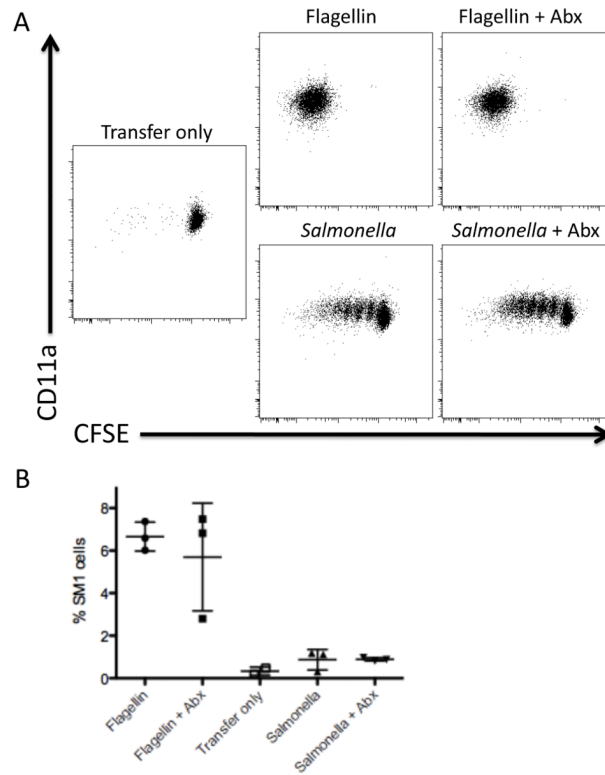 A
Flagellin
Flagellin + Abx
Transfer only
Salmonella
Salmonella + Abx
CD11a
CFSE
B
% SM1 cells
8
6
4
2
0
Flagellin
Flagellin + Abx
Transfer only
Salmonella
Salmonella + Abx